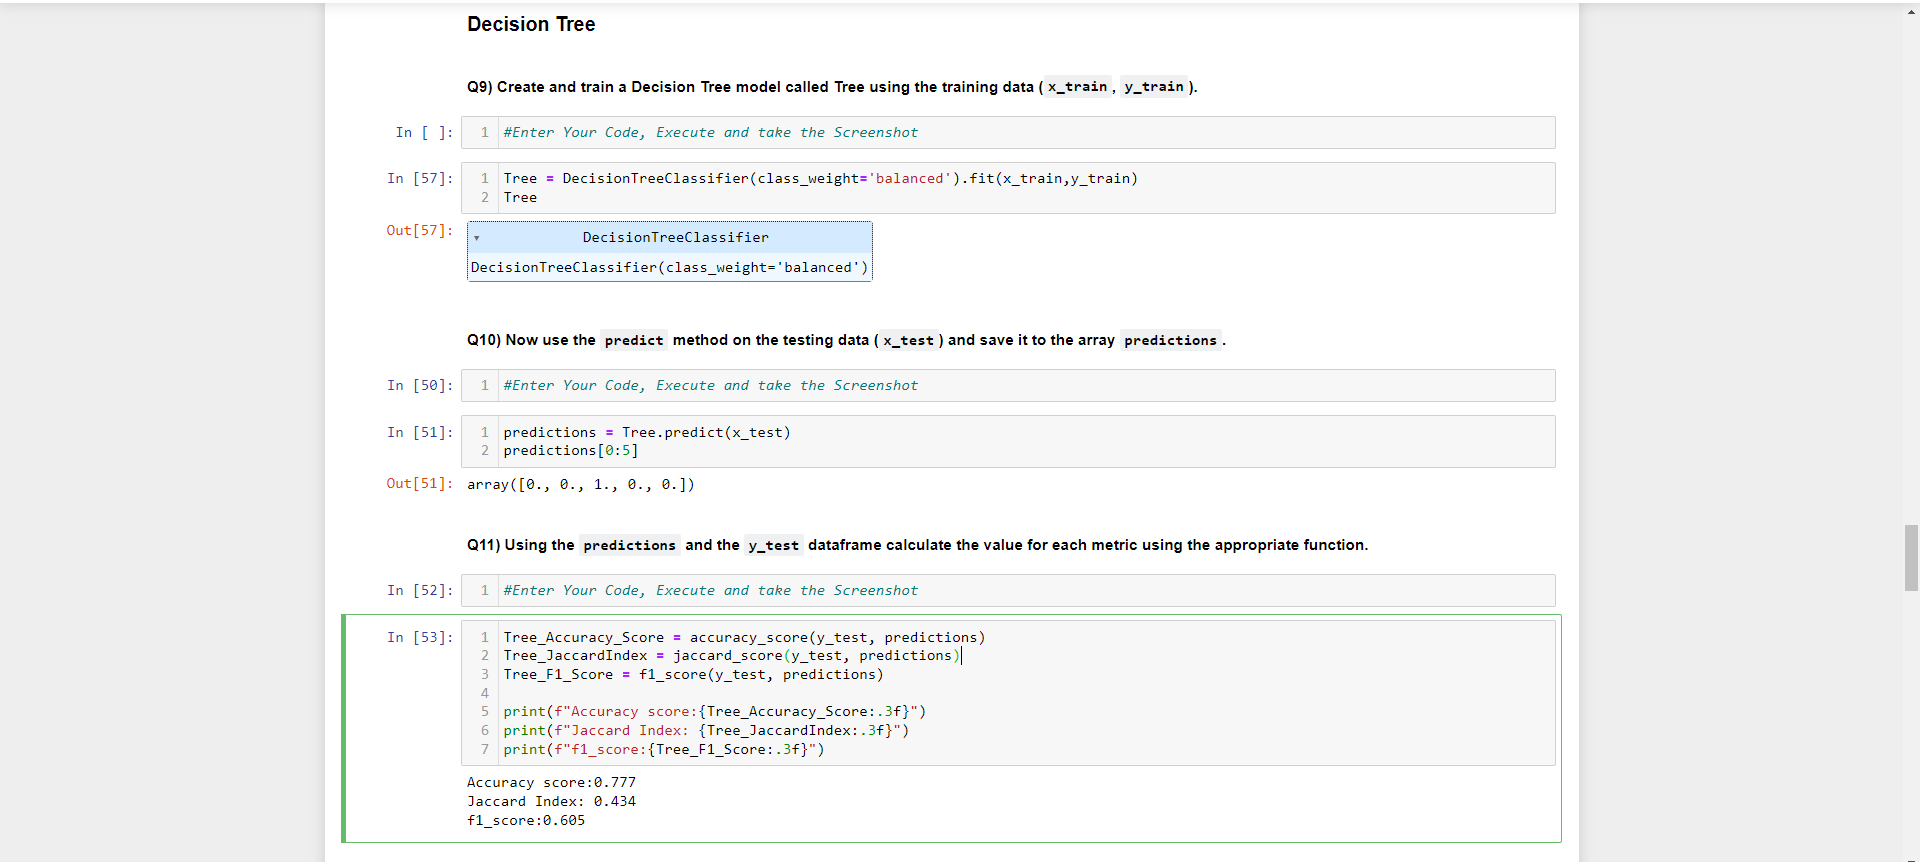 Decision Tree
Q9) Create and train a Decision Tree model called Tree using the training data ( x_train , y_train ).
In [ ]: 1 #Enter Your Code, Execute and take the Screenshot
In [57]: 1 Tree = DecisionTreeClassifier(class_weight='balanced').fit(x_train,y_train)
2 Tree
Out[57]: ▾ DecisionTreeClassifier
DecisionTreeClassifier(class_weight='balanced')
Q10) Now use the predict method on the testing data ( x_test ) and save it to the array predictions .
In [50]: 1 #Enter Your Code, Execute and take the Screenshot
In [51]: 1 predictions = Tree.predict(x_test)
2 predictions[0:5]
Out[51]: array([0., 0., 1., 0., 0.])
Q11) Using the predictions and the y_test dataframe calculate the value for each metric using the appropriate function.
In [52]: 1 #Enter Your Code, Execute and take the Screenshot
In [53]: 1 Tree_Accuracy_Score = accuracy_score(y_test, predictions)
2 Tree_JaccardIndex = jaccard_score(y_test, predictions)
3 Tree_F1_Score = f1_score(y_test, predictions)
4
5 print(f"Accuracy score:{Tree_Accuracy_Score:.3f}")
6 print(f"Jaccard Index: {Tree_JaccardIndex:.3f}")
7 print(f"f1_score:{Tree_F1_Score:.3f}")
Accuracy score:0.777
Jaccard Index: 0.434
f1_score:0.605